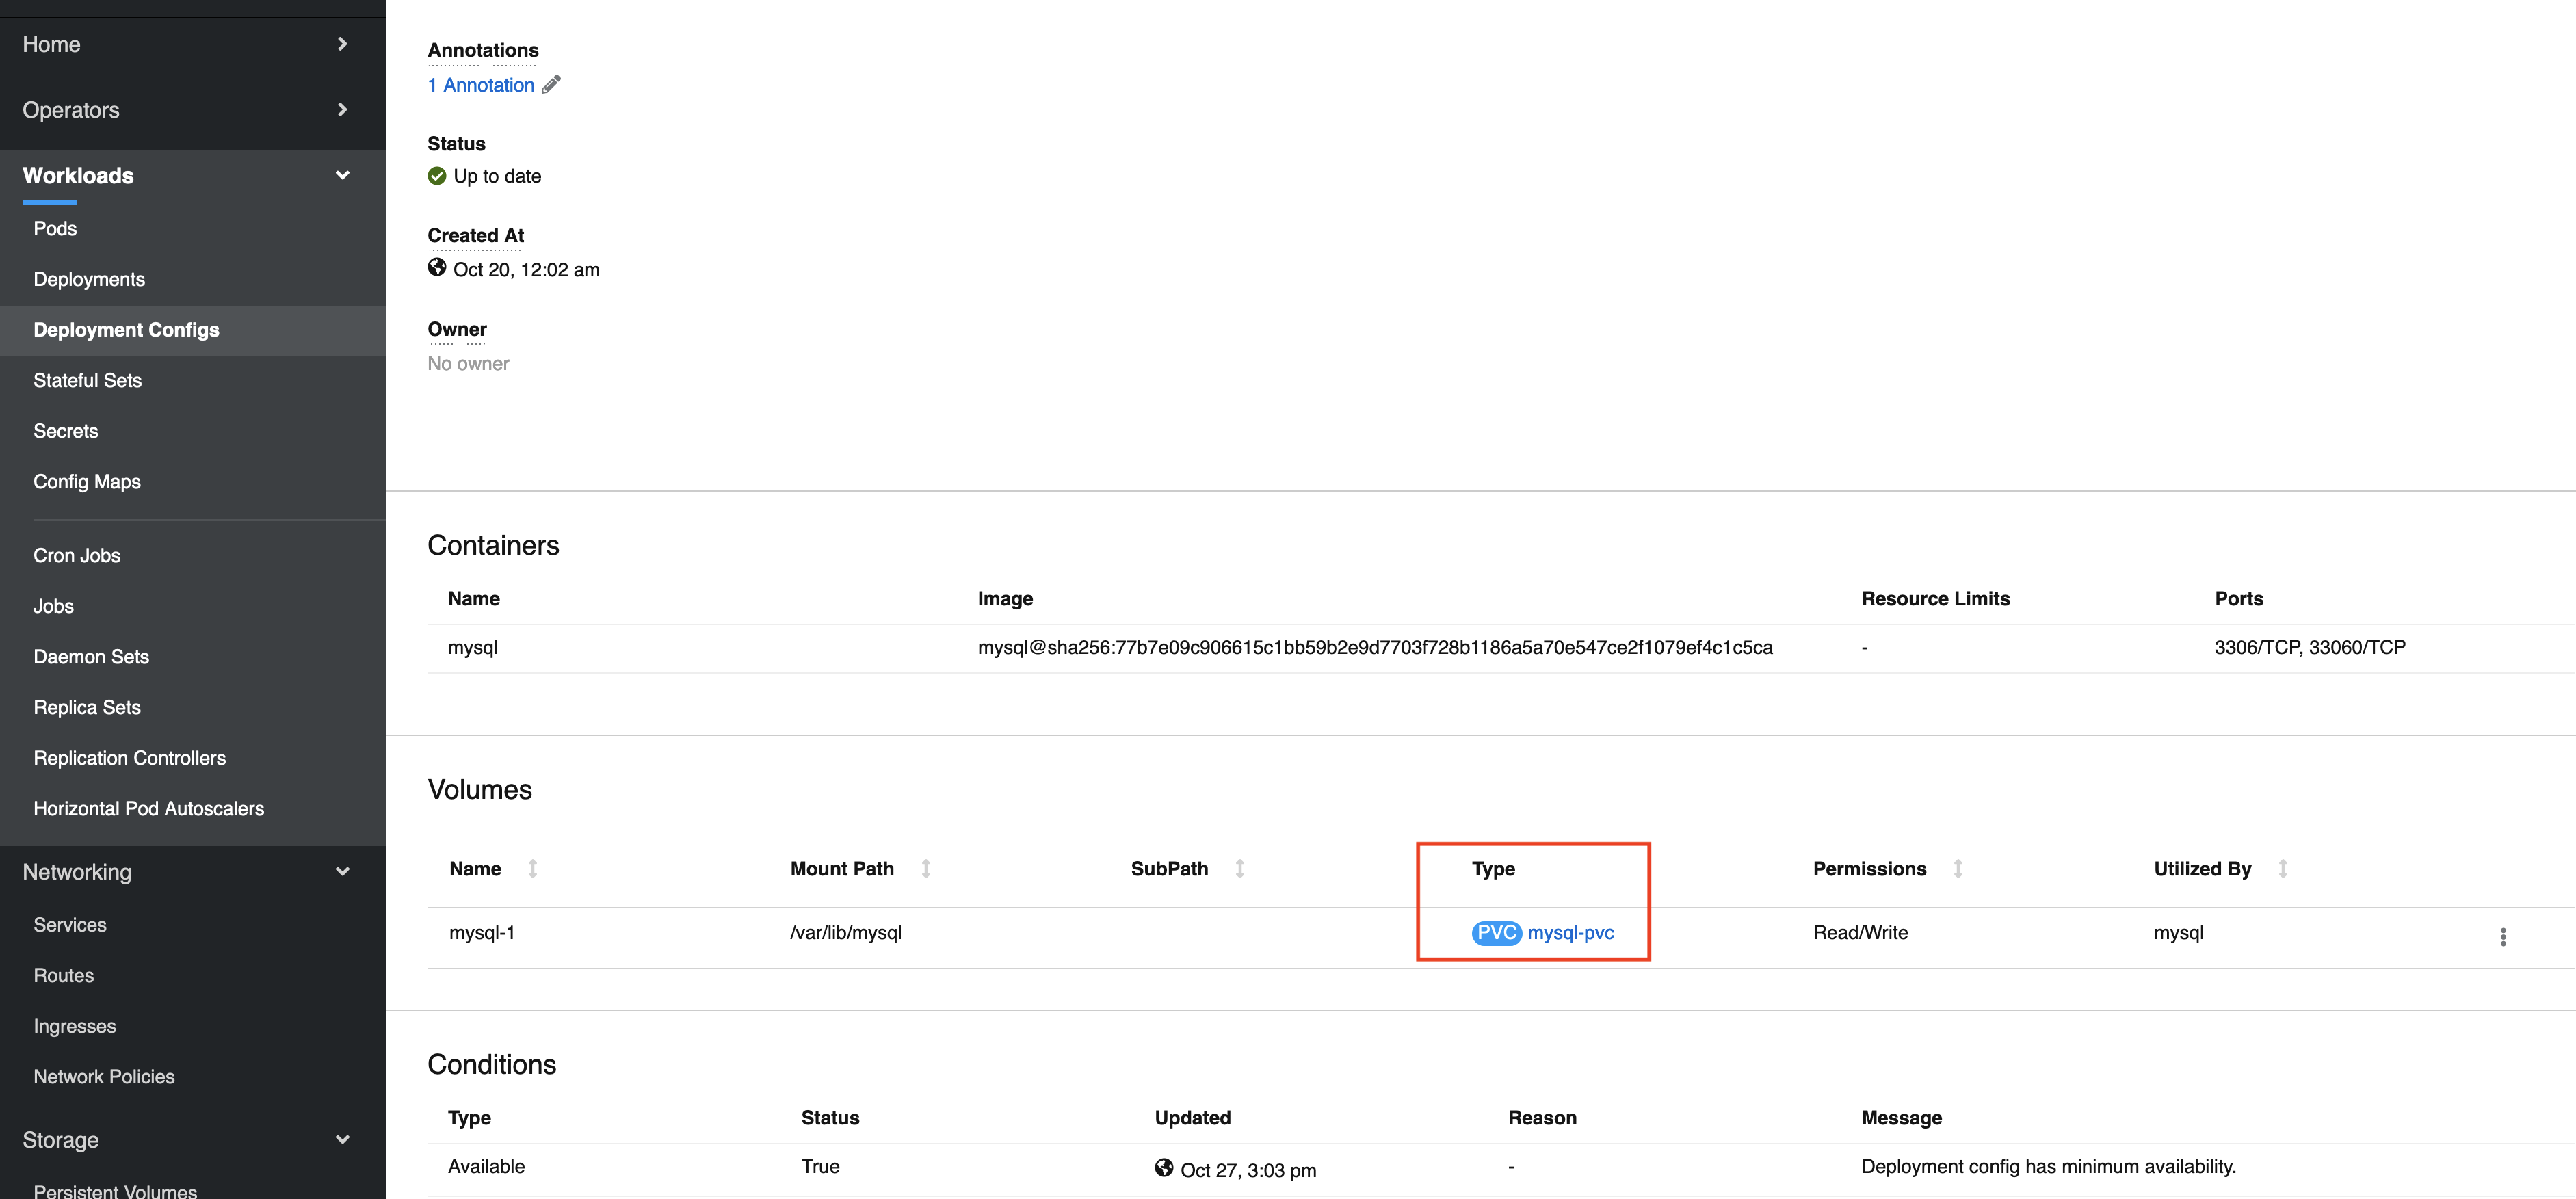 Home
Operators
Workloads
Pods
Deployments
Deployment Configs
Stateful Sets
Secrets
Config Maps
Cron Jobs
Jobs
Daemon Sets
Replica Sets
Replication Controllers
Horizontal Pod Autoscalers
Networking
Services
Routes
Ingresses
Network Policies
Storage
Persistent Volumes
Annotations
1 Annotation
Status
Up to date
Created At
Oct 20, 12:02 am
Owner
No owner
Containers
Name Image Resource Limits Ports
mysql mysql@sha256:77b7e09c906615c1bb59b2e9d7703f728b1186a5a70e547ce2f1079ef4c1c5ca - 3306/TCP, 33060/TCP
Volumes
Name Mount Path SubPath Type Permissions Utilized By
mysql-1 /var/lib/mysql PVC mysql-pvc Read/Write mysql
Conditions
Type Status Updated Reason Message
Available True Oct 27, 3:03 pm - Deployment config has minimum availability.